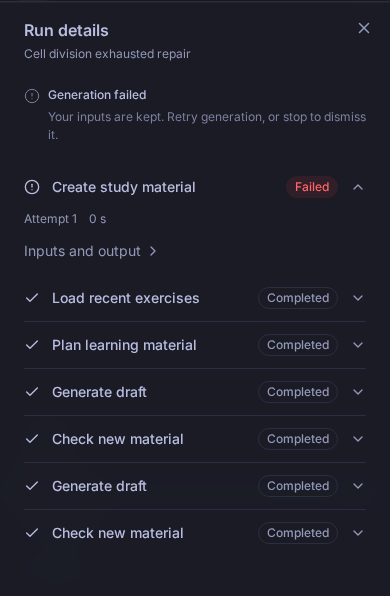 Run details
Cell division exhausted repair
Generation failed
Your inputs are kept. Retry generation, or stop to dismiss
it.
Create study material Failed
Attempt 1 0 s
Inputs and output
Load recent exercises Completed
Plan learning material Completed
Generate draft Completed
Check new material Completed
Generate draft Completed
Check new material Completed